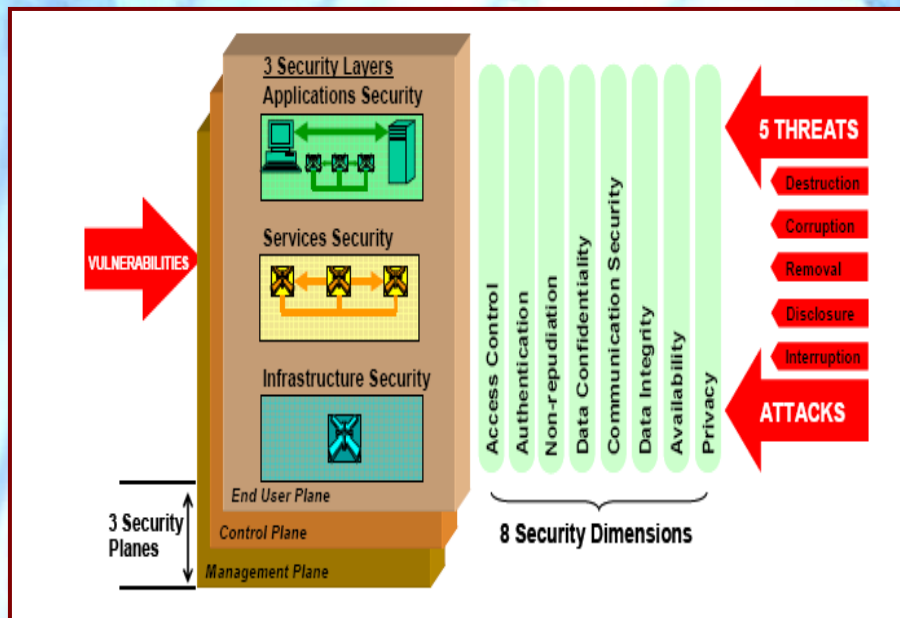 3 Security Layers
Applications Security
Services Security
Infrastructure Security
End User Plane
Control Plane
Management Plane
3 Security
Planes
VULNERABILITIES
Access Control
Authentication
Non-repudiation
Data Confidentiality
Communication Security
Data Integrity
Availability
Privacy
8 Security Dimensions
5 THREATS
Destruction
Corruption
Removal
Disclosure
Interruption
ATTACKS